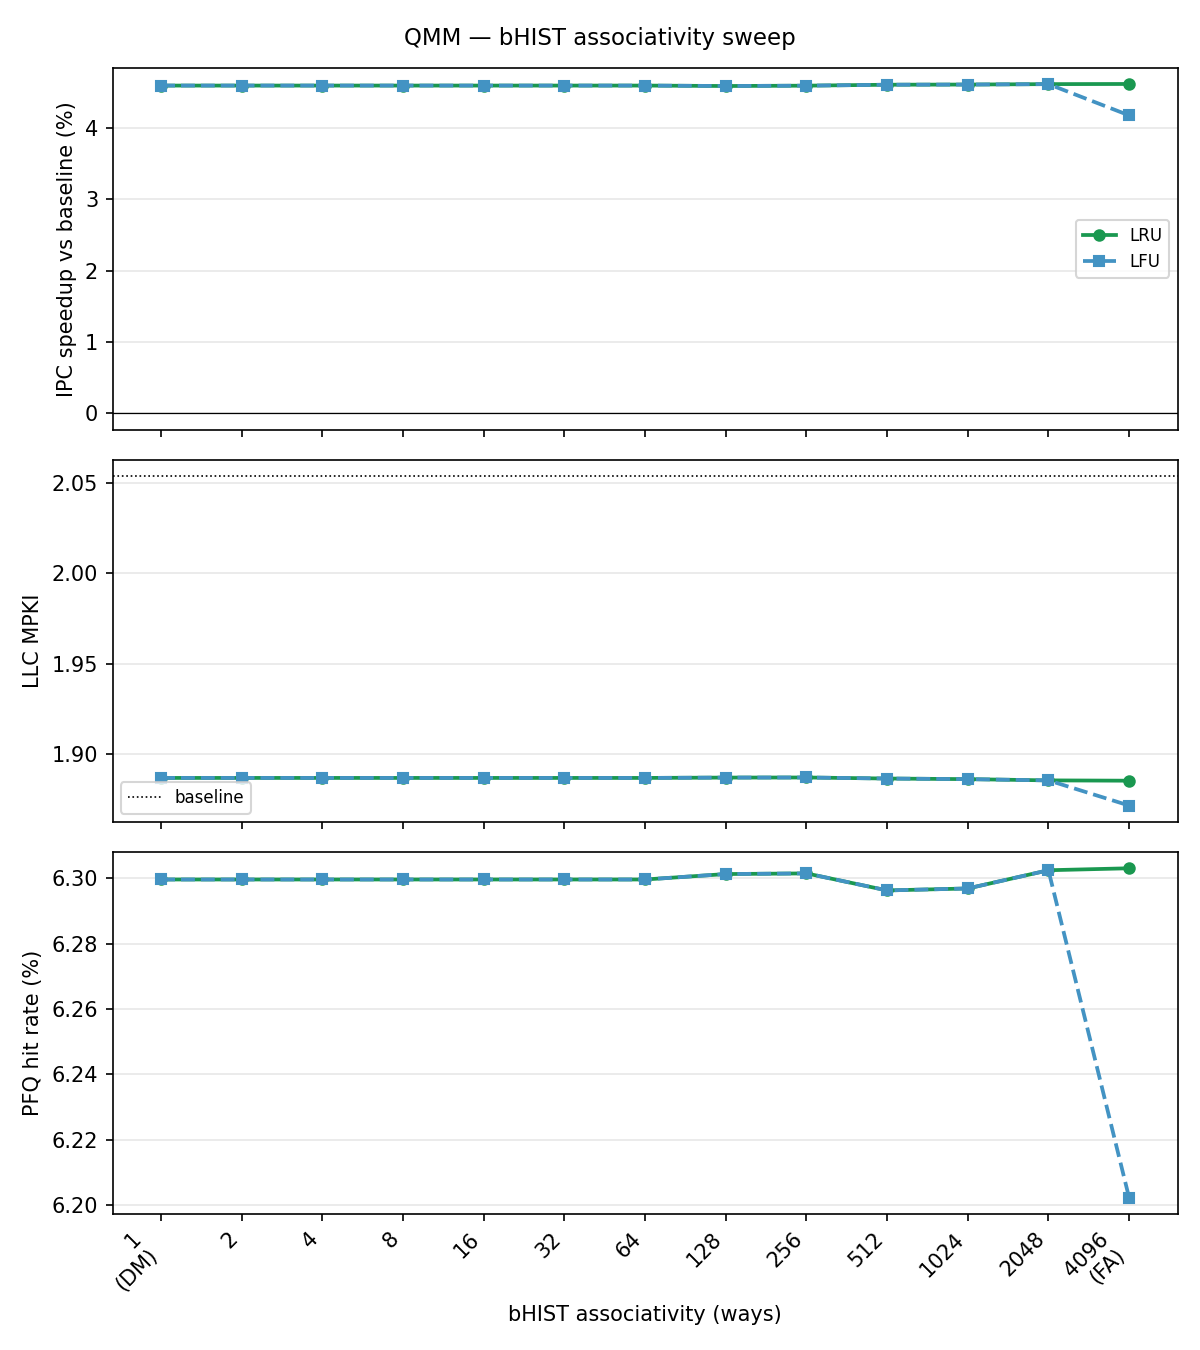 QMM — bHIST associativity sweep
IPC speedup vs baseline (%)
4
3
2
1
0
LRU
LFU
LLC MPKI
2.05
2.00
1.95
1.90
baseline
PFQ hit rate (%)
6.30
6.28
6.26
6.24
6.22
6.20
1
(DM)
2
4
8
16
32
64
128
256
512
1024
2048
4096
(FA)
bHIST associativity (ways)